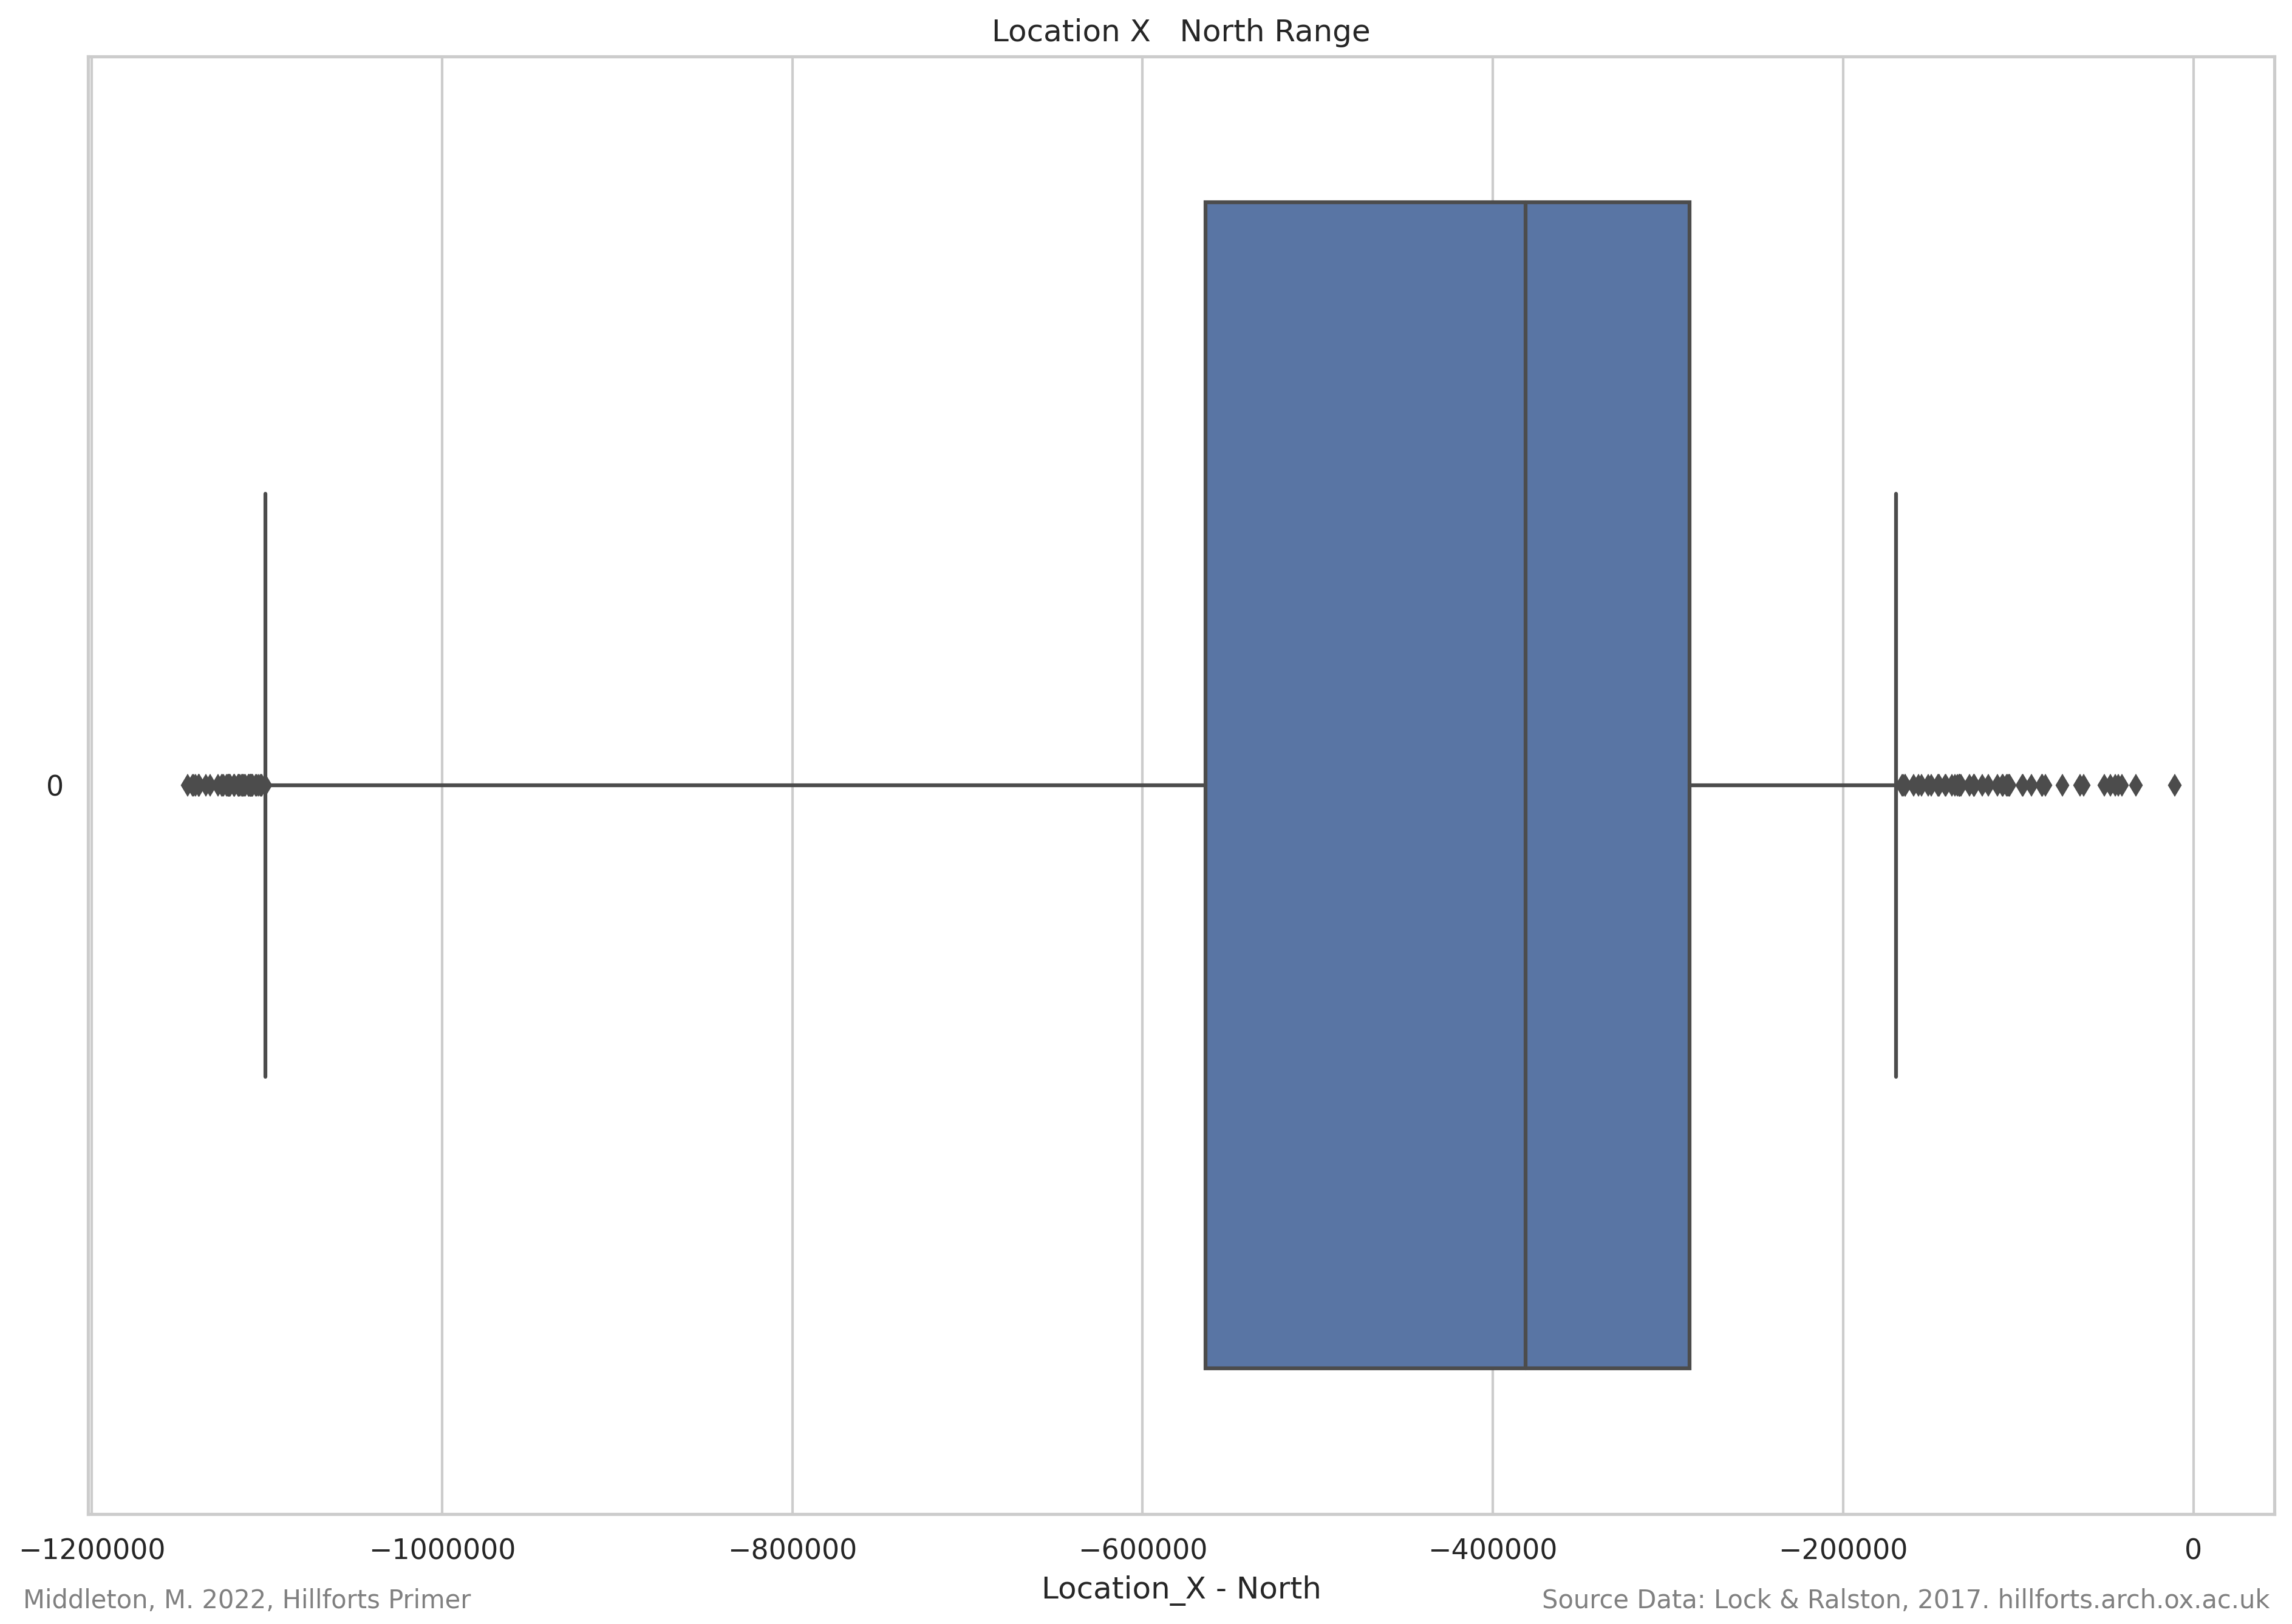 Location X   North Range
0
−1200000 −1000000 −800000 −600000 −400000 −200000 0
Location_X - North
Middleton, M. 2022, Hillforts Primer
Source Data: Lock & Ralston, 2017. hillforts.arch.ox.ac.uk